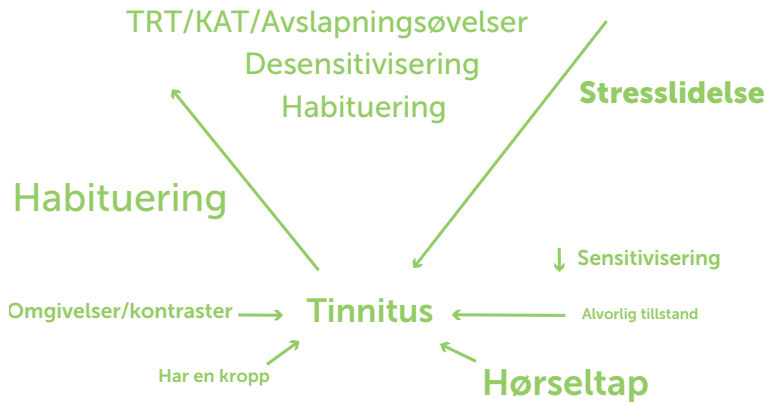 TRT/KAT/Avslapningsøvelser
Desensitivisering
Habituering
Stresslidelse
Habituering
Sensitivisering
Omgivelser/kontraster
Tinnitus
Alvorlig tillstand
Har en kropp
Hørseltap